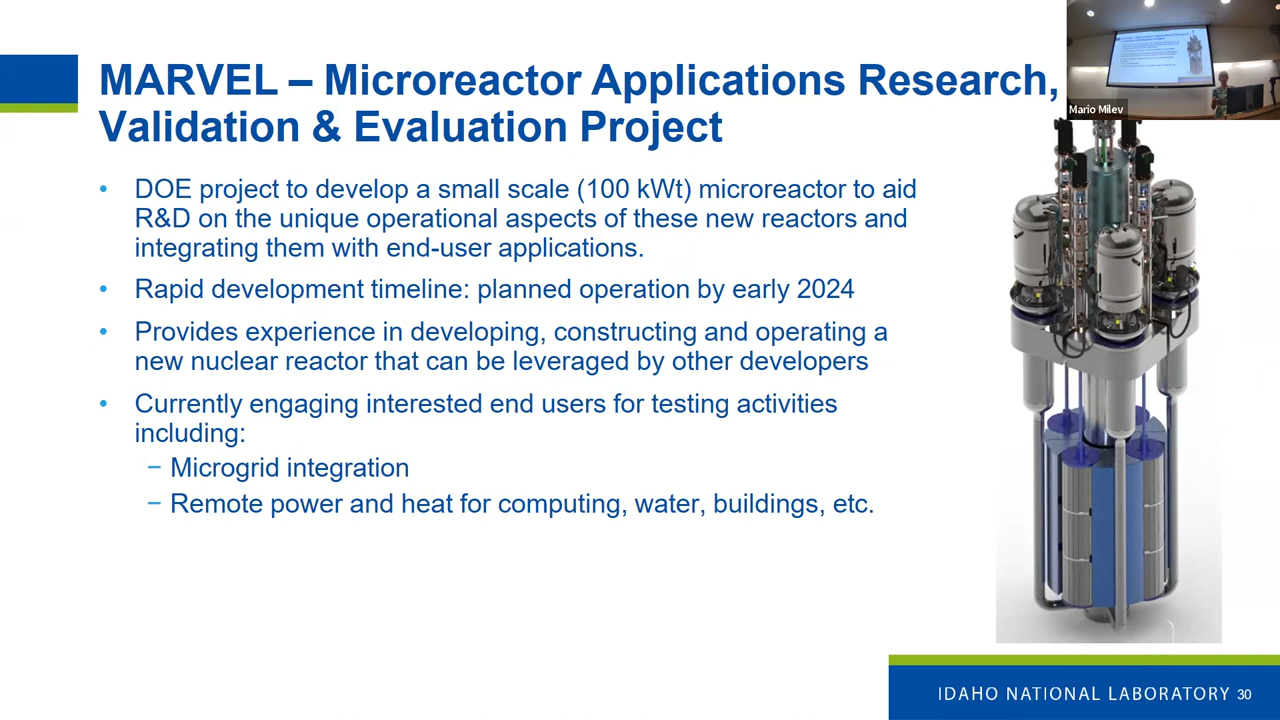 MARVEL – Microreactor Applications Research,
Validation & Evaluation Project
Mario Milev
• DOE project to develop a small scale (100 kWt) microreactor to aid
R&D on the unique operational aspects of these new reactors and
integrating them with end-user applications.
• Rapid development timeline: planned operation by early 2024
• Provides experience in developing, constructing and operating a
new nuclear reactor that can be leveraged by other developers
• Currently engaging interested end users for testing activities
including:
− Microgrid integration
− Remote power and heat for computing, water, buildings, etc.
IDAHO NATIONAL LABORATORY 30